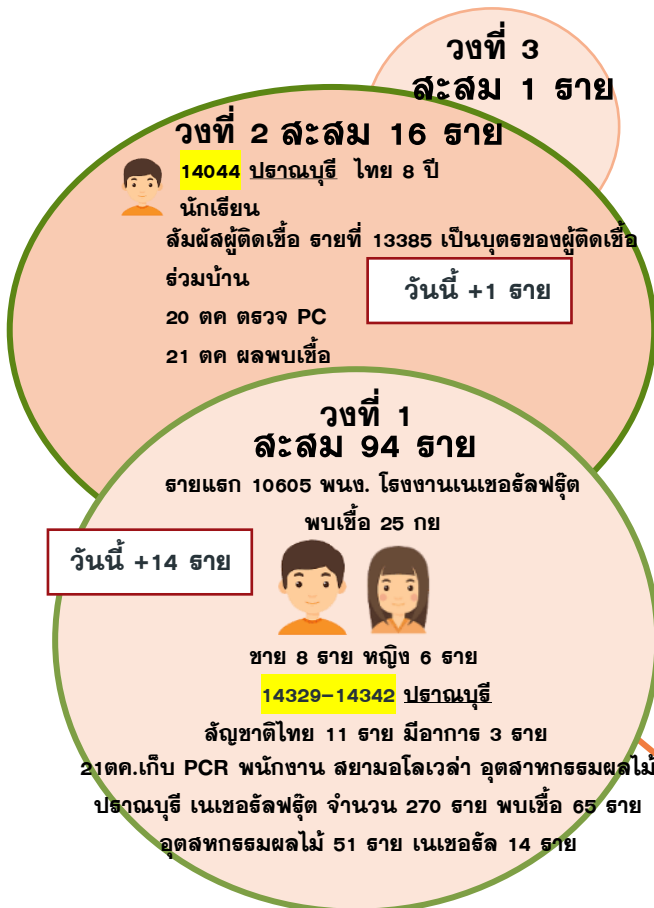 วงที่ 3
สะสม 1 ราย
วงที่ 2 สะสม 16 ราย
14044 ปราณบุรี ไทย 8 ปี
นักเรียน
สัมผัสผู้ติดเชื้อ รายที่ 13385 เป็นบุตรของผู้ติดเชื้อ
ร่วมบ้าน
วันนี้ +1 ราย
20 ตค ตรวจ PC
21 ตค ผลพบเชื้อ
วงที่ 1
สะสม 94 ราย
รายแรก 10605 พนง. โรงงานเนเชอรัลฟรุ๊ต
พบเชื้อ 25 กย
วันนี้ +14 ราย
ชาย 8 ราย หญิง 6 ราย
14329-14342 ปราณบุรี
สัญชาติไทย 11 ราย มีอาการ 3 ราย
21ตค.เก็บ PCR พนักงาน สยามอโลเวล่า อุตสาหกรรมผลไม้
ปราณบุรี เนเชอรัลฟรุ๊ต จำนวน 270 ราย พบเชื้อ 65 ราย
อุตสหกรรมผลไม้ 51 ราย เนเชอรัล 14 ราย